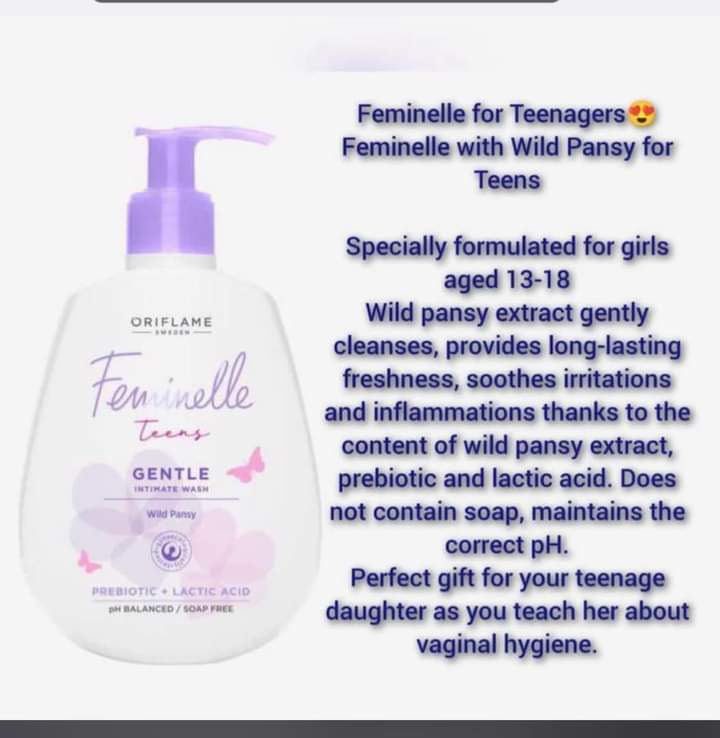 ORIFLAME
SWEDEN
Feminelle
Teens
GENTLE
INTIMATE WASH
Wild Pansy
PREBIOTIC + LACTIC ACID
pH BALANCED / SOAP FREE
Feminelle for Teenagers😍
Feminelle with Wild Pansy for
Teens
Specially formulated for girls
aged 13-18
Wild pansy extract gently
cleanses, provides long-lasting
freshness, soothes irritations
and inflammations thanks to the
content of wild pansy extract,
prebiotic and lactic acid. Does
not contain soap, maintains the
correct pH.
Perfect gift for your teenage
daughter as you teach her about
vaginal hygiene.